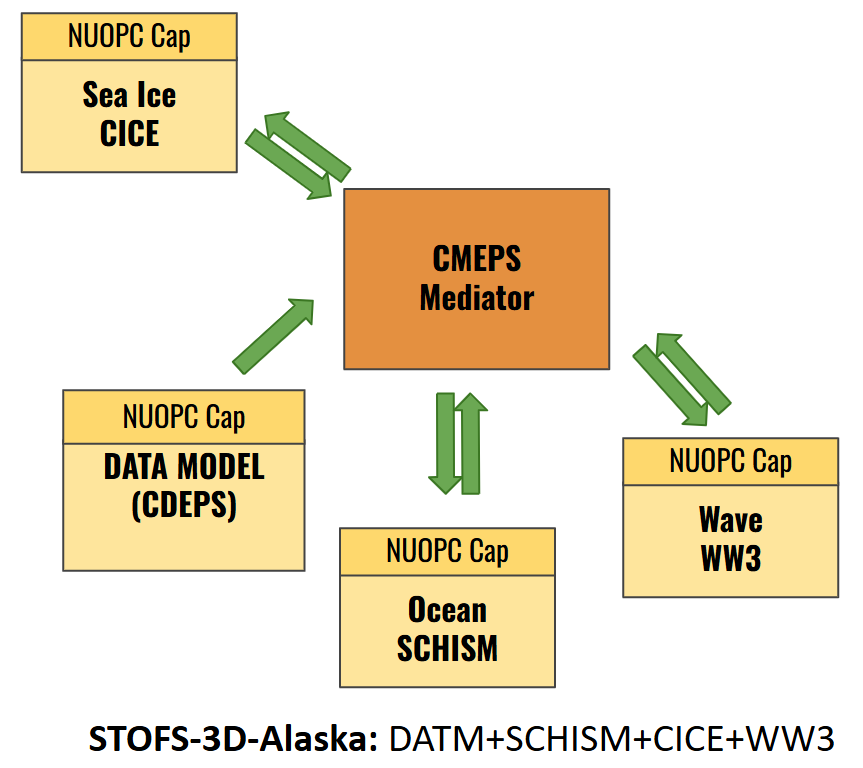 NUOPC Cap
Sea Ice
CICE
CMEPS
Mediator
NUOPC Cap
DATA MODEL
(CDEPS)
NUOPC Cap
Ocean
SCHISM
NUOPC Cap
Wave
WW3
STOFS-3D-Alaska: DATM+SCHISM+CICE+WW3